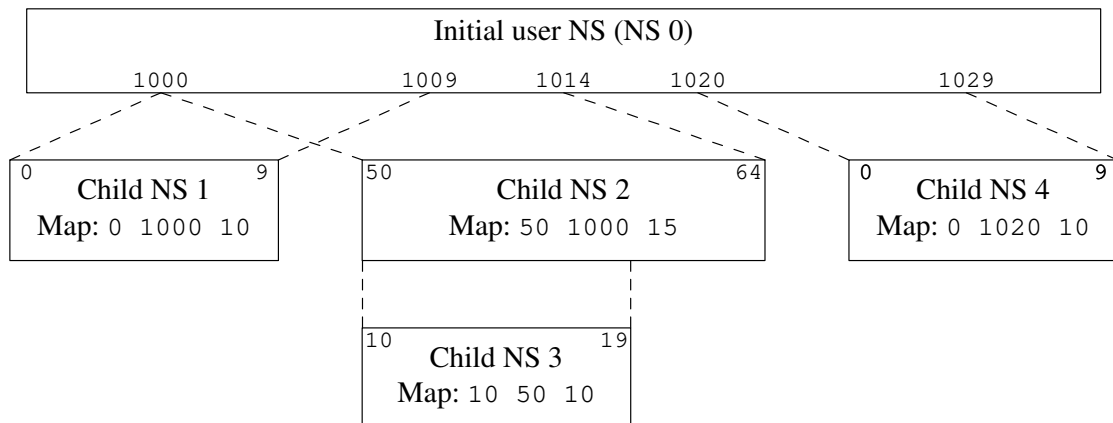 Initial user NS (NS 0)
1000 1009 1014 1020 1029
0 9 50 64 0 9
Child NS 1 Child NS 2 Child NS 4
Map: 0 1000 10 Map: 50 1000 15 Map: 0 1020 10
10 19
Child NS 3
Map: 10 50 10